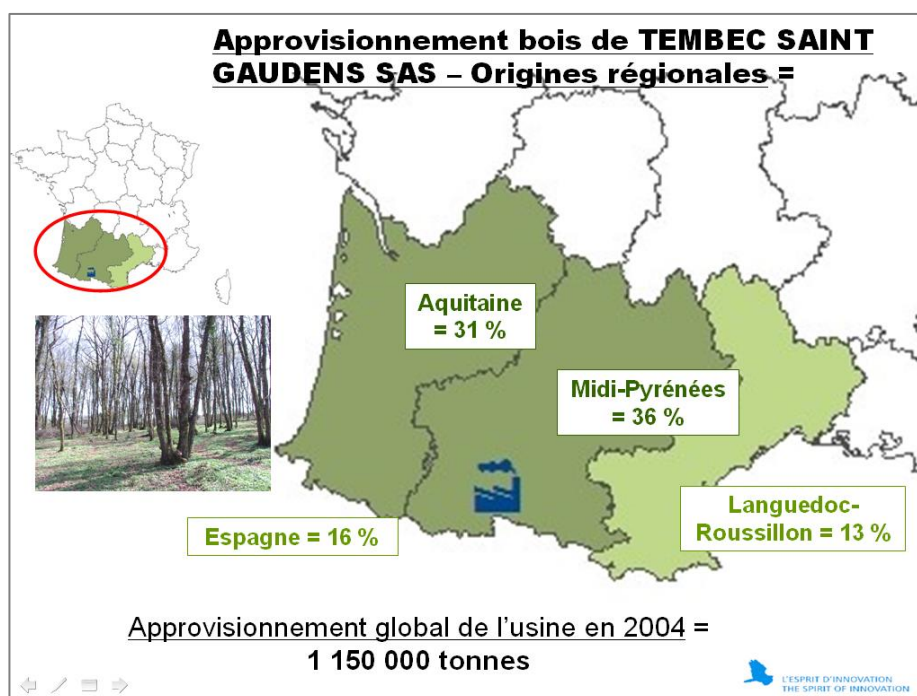 Approvisionnement bois de TEMBEC SAINT
GAUDENS SAS – Origines régionales =
Aquitaine
= 31 %
Midi-Pyrénées
= 36 %
Languedoc-
Roussillon = 13 %
Espagne = 16 %
Approvisionnement global de l'usine en 2004 =
1 150 000 tonnes
L'ESPRIT D'INNOVATION
THE SPIRIT OF INNOVATION